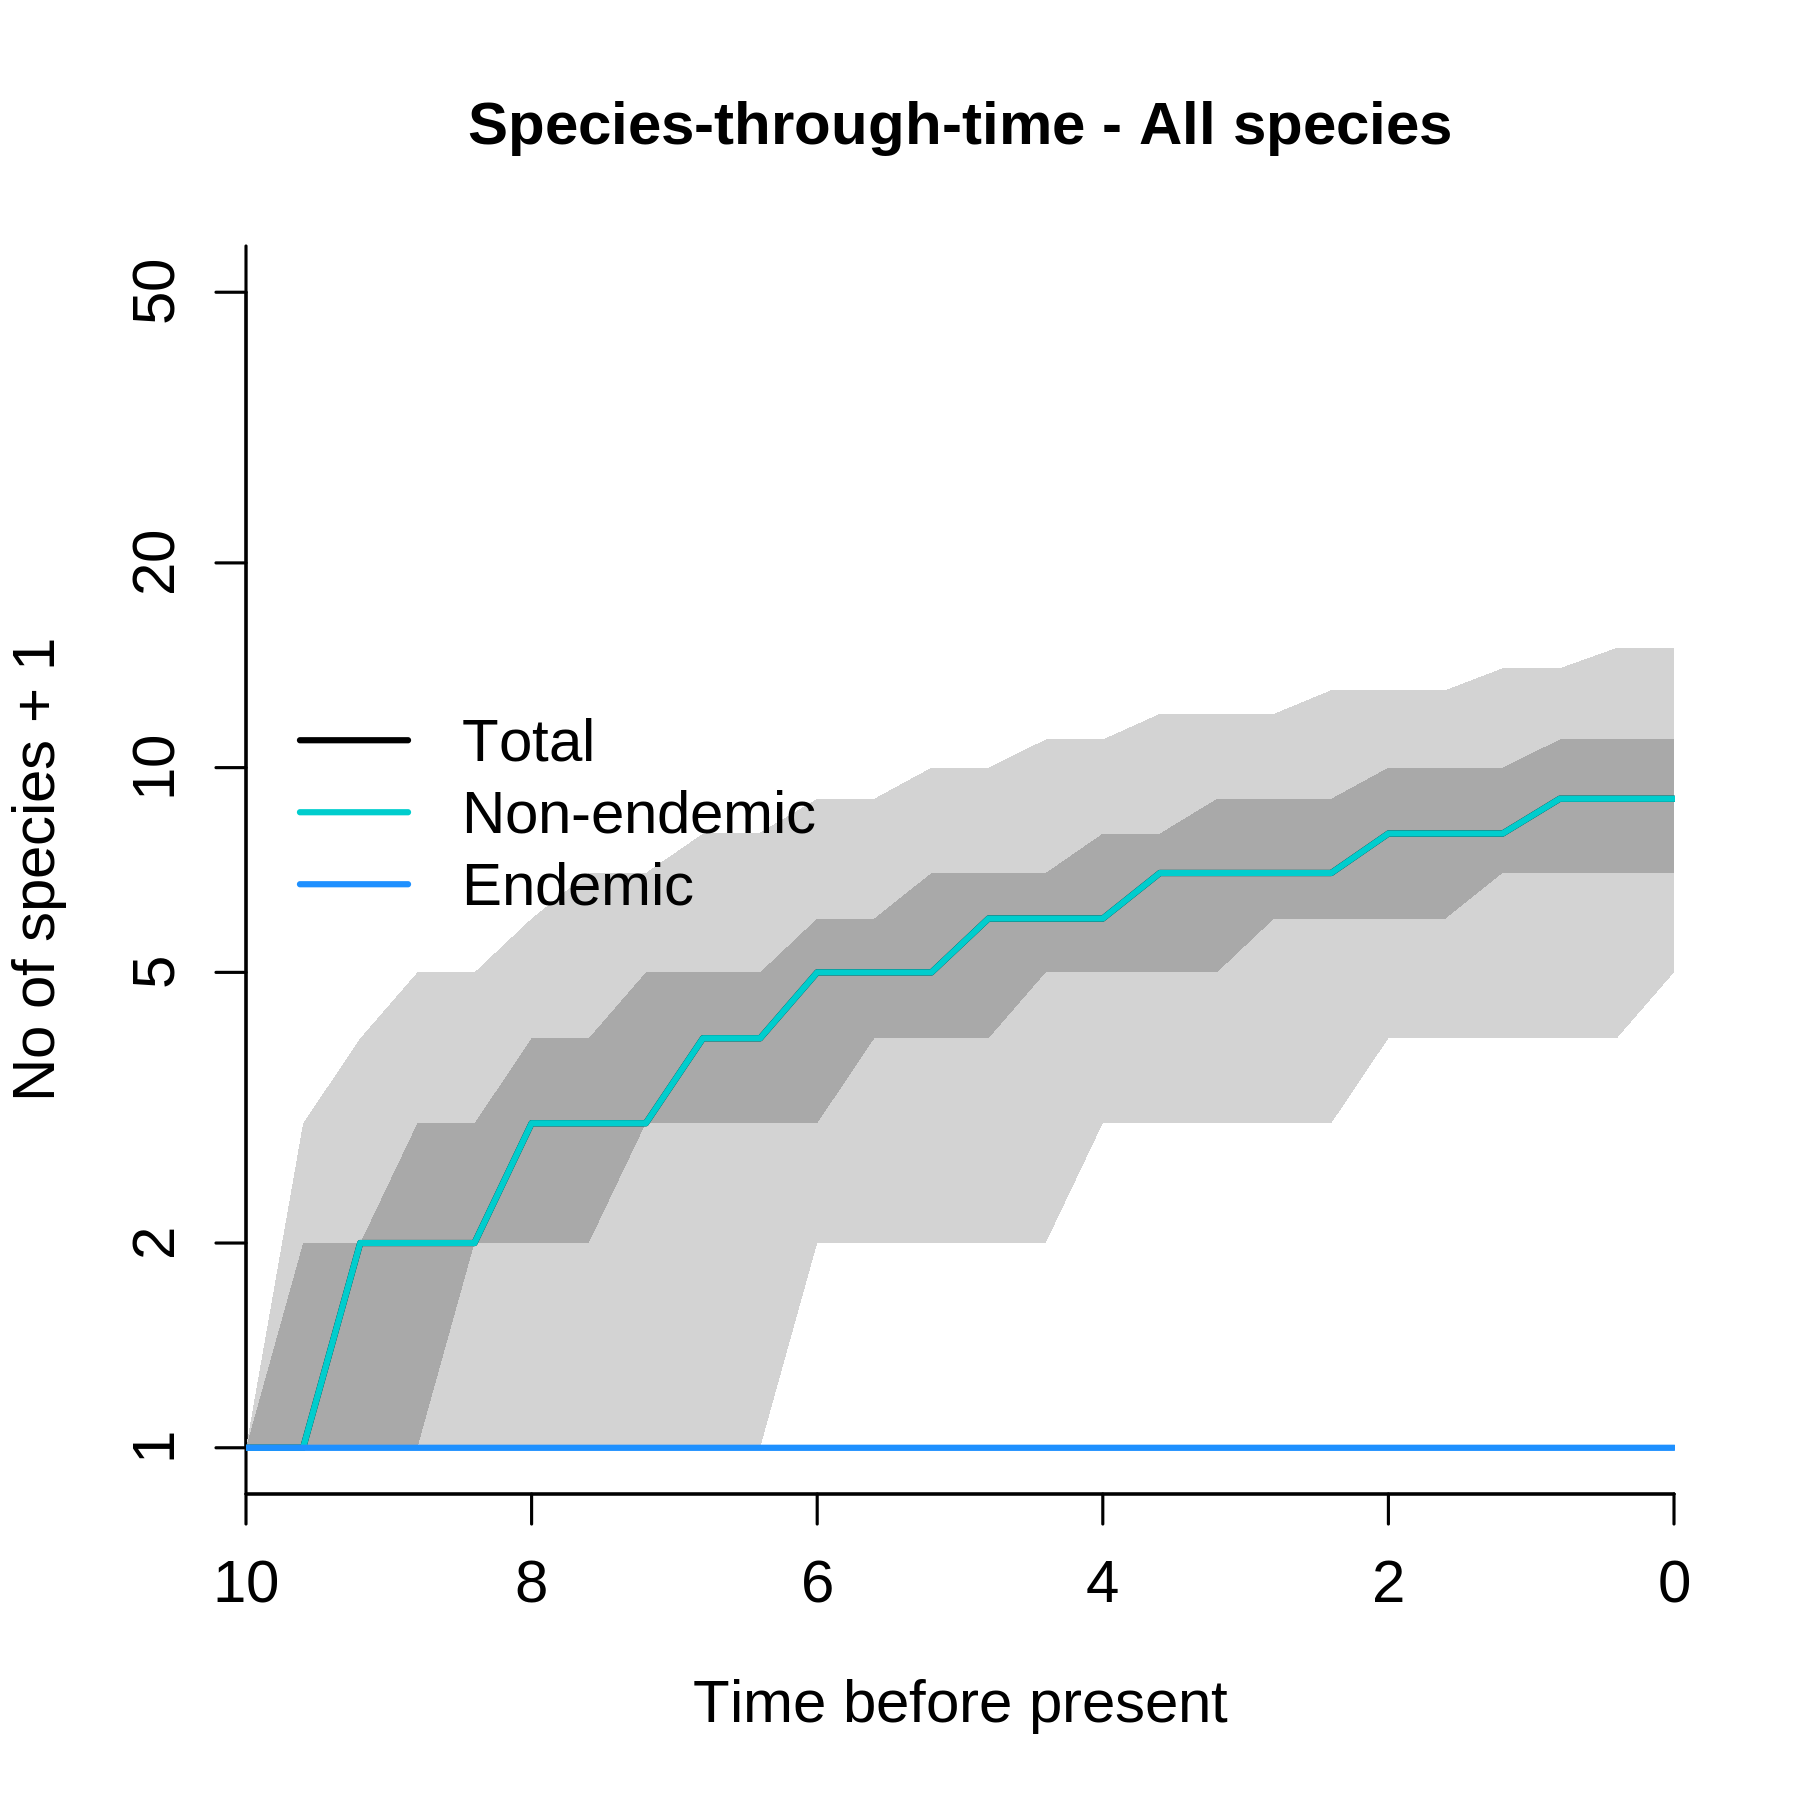 Species-through-time - All species
No of species + 1
50
20
10
5
2
1
Total
Non-endemic
Endemic
10 8 6 4 2 0
Time before present